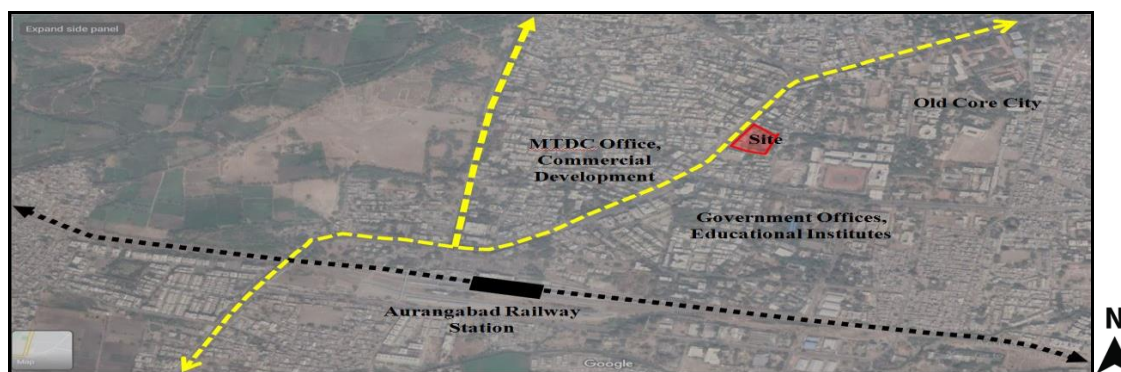 Expand side panel
Old Core City
Site
MTDC Office,
Commercial
Development
Government Offices,
Educational Institutes
Aurangabad Railway
Station
N
Map
Google